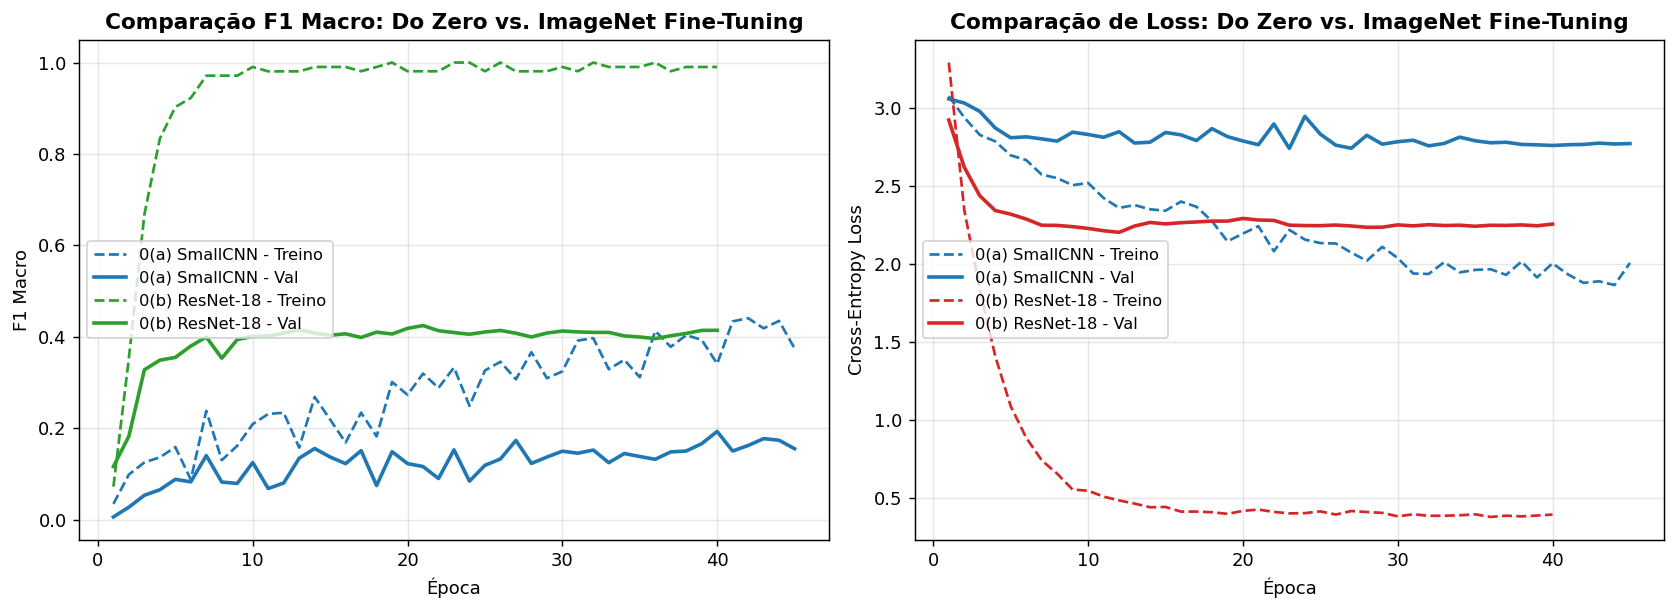 Comparação F1 Macro: Do Zero vs. ImageNet Fine-Tuning
F1 Macro
1.0
0.8
0.6
0.4
0.2
0.0
0(a) SmallCNN - Treino
0(a) SmallCNN - Val
0(b) ResNet-18 - Treino
0(b) ResNet-18 - Val
0 10 20 30 40
Época
Comparação de Loss: Do Zero vs. ImageNet Fine-Tuning
Cross-Entropy Loss
3.0
2.5
2.0
1.5
1.0
0.5
0(a) SmallCNN - Treino
0(a) SmallCNN - Val
0(b) ResNet-18 - Treino
0(b) ResNet-18 - Val
0 10 20 30 40
Época